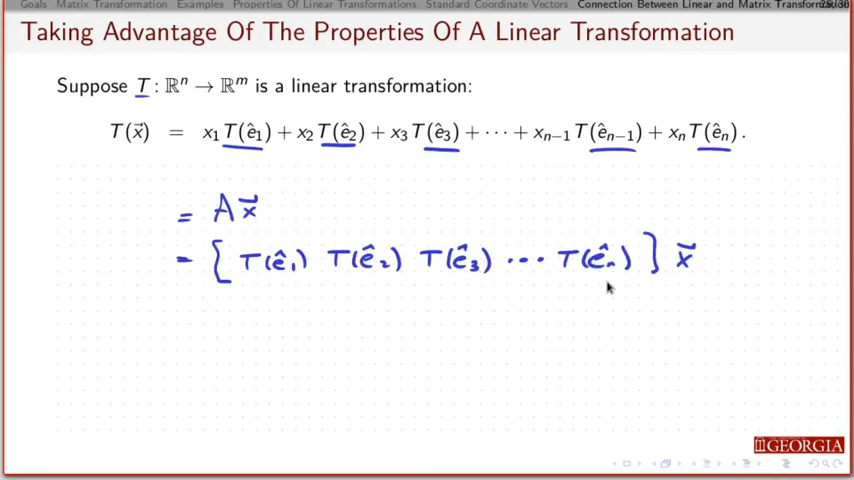 Goals Matrix Transformation Examples Properties Of Linear Transformations Standard Coordinate Vectors Connection Between Linear and Matrix
Taking Advantage Of The Properties Of A Linear Transformation
Suppose T : ℝⁿ → ℝᵐ is a linear transformation:
T(x⃗) = x₁T(ê₁) + x₂T(ê₂) + x₃T(ê₃) + ⋯ + xₙ₋₁T(êₙ₋₁) + xₙT(êₙ).
= Ax⃗
= [T(ê₁) T(ê₂) T(ê₃) ⋯ T(êₙ)] x⃗
GEORGIA